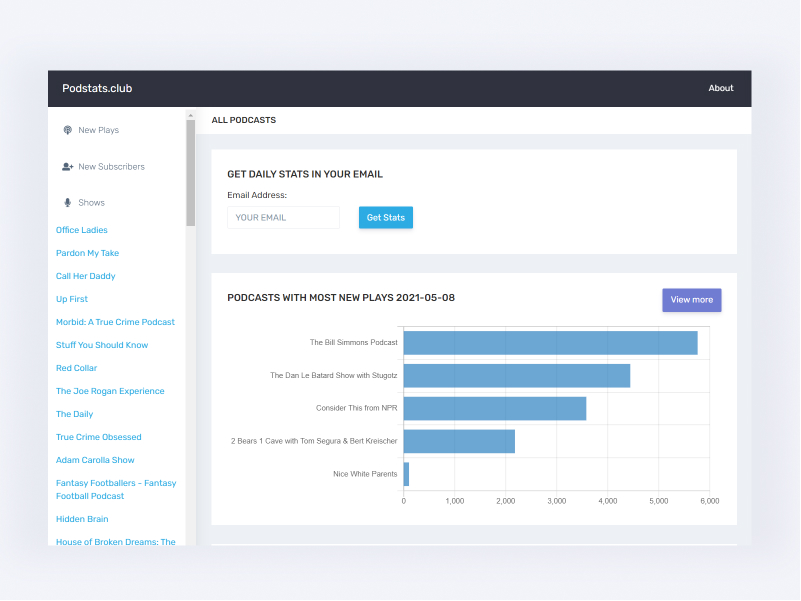 Podstats.club
About
New Plays
New Subscribers
Shows
Office Ladies
Pardon My Take
Call Her Daddy
Up First
Morbid: A True Crime Podcast
Stuff You Should Know
Red Collar
The Joe Rogan Experience
The Daily
True Crime Obsessed
Adam Carolla Show
Fantasy Footballers - Fantasy
Football Podcast
Hidden Brain
House of Broken Dreams: The
ALL PODCASTS
GET DAILY STATS IN YOUR EMAIL
Email Address:
YOUR EMAIL
Get Stats
PODCASTS WITH MOST NEW PLAYS 2021-05-08
View more
The Bill Simmons Podcast
The Dan Le Batard Show with Stugotz
Consider This from NPR
2 Bears 1 Cave with Tom Segura & Bert Kreischer
Nice White Parents
0 1,000 2,000 3,000 4,000 5,000 6,000